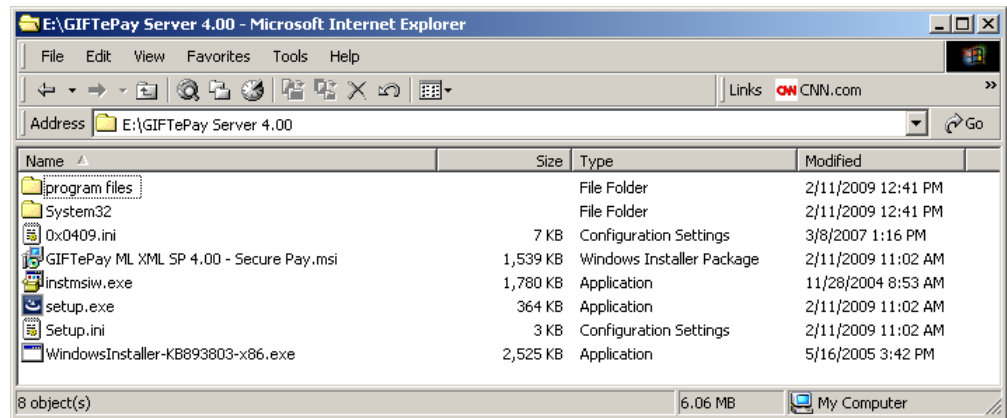 E:\GIFTePay Server 4.00 - Microsoft Internet Explorer
File Edit View Favorites Tools Help
Links CNN CNN.com »
Address E:\GIFTePay Server 4.00 Go
Name Size Type Modified
program files File Folder 2/11/2009 12:41 PM
System32 File Folder 2/11/2009 12:41 PM
0x0409.ini 7 KB Configuration Settings 3/8/2007 1:16 PM
GIFTePay ML XML SP 4.00 - Secure Pay.msi 1,539 KB Windows Installer Package 2/11/2009 11:02 AM
instmsiw.exe 1,780 KB Application 11/28/2004 8:53 AM
setup.exe 364 KB Application 2/11/2009 11:02 AM
Setup.ini 3 KB Configuration Settings 2/11/2009 11:02 AM
WindowsInstaller-KB893803-x86.exe 2,525 KB Application 5/16/2005 3:42 PM
8 object(s) 6.06 MB My Computer